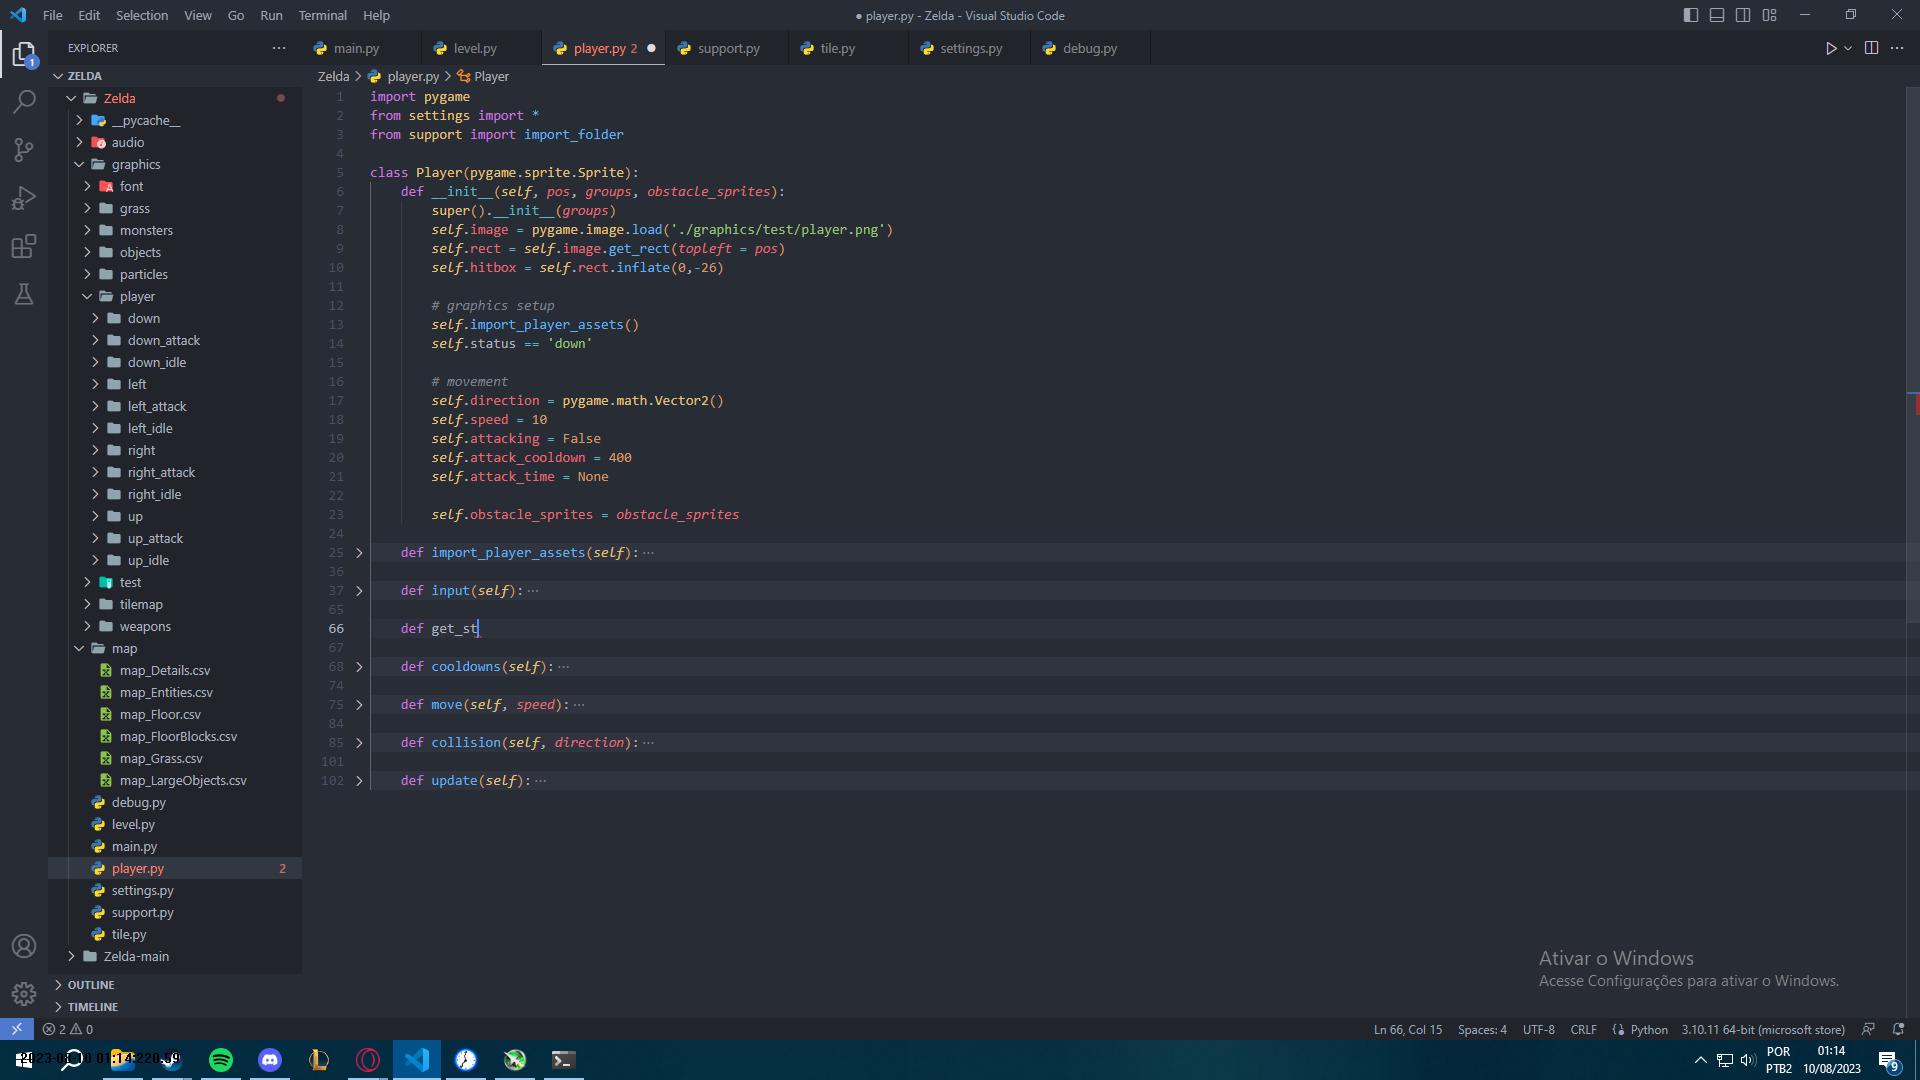 File Edit Selection View Go Run Terminal Help
● player.py - Zelda - Visual Studio Code
EXPLORER
main.py level.py player.py 2 support.py tile.py settings.py debug.py
ZELDA
Zelda > player.py > Player
Zelda
__pycache__
audio
graphics
font
grass
monsters
objects
particles
player
down
down_attack
down_idle
left
left_attack
left_idle
right
right_attack
right_idle
up
up_attack
up_idle
test
tilemap
weapons
map
map_Details.csv
map_Entities.csv
map_Floor.csv
map_FloorBlocks.csv
map_Grass.csv
map_LargeObjects.csv
debug.py
level.py
main.py
player.py 2
settings.py
support.py
tile.py
Zelda-main
OUTLINE
TIMELINE
1 import pygame
2 from settings import *
3 from support import import_folder
4
5 class Player(pygame.sprite.Sprite):
6 def __init__(self, pos, groups, obstacle_sprites):
7 super().__init__(groups)
8 self.image = pygame.image.load('./graphics/test/player.png')
9 self.rect = self.image.get_rect(topleft = pos)
10 self.hitbox = self.rect.inflate(0,-26)
11
12 # graphics setup
13 self.import_player_assets()
14 self.status == 'down'
15
16 # movement
17 self.direction = pygame.math.Vector2()
18 self.speed = 10
19 self.attacking = False
20 self.attack_cooldown = 400
21 self.attack_time = None
22
23 self.obstacle_sprites = obstacle_sprites
24
25 def import_player_assets(self): ···
36
37 def input(self): ···
65
66 def get_st
67
68 def cooldowns(self): ···
74
75 def move(self, speed): ···
84
85 def collision(self, direction): ···
101
102 def update(self): ···
Ativar o Windows
Acesse Configurações para ativar o Windows.
2 0
Ln 66, Col 15 Spaces: 4 UTF-8 CRLF Python 3.10.11 64-bit (microsoft store)
POR
PTB2
01:14
10/08/2023
9
1